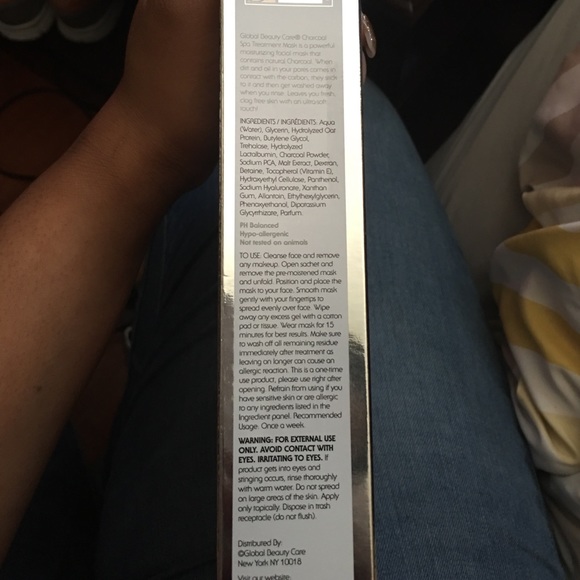 Global Beauty Care® Charcoal
Spa Treatment Mask is a powerful
moisturizing facial mask that
contains natural Charcoal. When
dirt and oil in your pores comes in
contact with the carbon, they stick
to it and then get washed away
when you rinse. Leaves you fresh,
clog free skin with an ultrasoft
touch!
INGREDIENTS / INGRÉDIENTS: Aqua
(Water), Glycerin, Hydrolyzed Oat
Protein, Butylene Glycol,
Trehalose, Hydrolyzed
Lactalbumin, Charcoal Powder,
Sodium PCA, Malt Extract, Dextran,
Betaine, Tocopherol (Vitamin E),
Hydroxyethyl Cellulose, Panthenol,
Sodium Hyaluronate, Xanthan
Gum, Allantoin, Ethylhexylglycerin,
Phenoxyethanol, Dipotassium
Glycyrrhizate, Parfum.
PH Balanced
Hypo-allergenic
Not tested on animals
TO USE: Cleanse face and remove
any makeup. Open sachet and
remove the pre-moistened mask
and unfold. Position and place the
mask to your face. Smooth mask
gently with your fingertips to
spread evenly over face. Wipe
away any excess gel with a cotton
pad or tissue. Wear mask for 15
minutes for best results. Make sure
to wash off all remaining residue
immediately after treatment as
leaving on longer can cause an
allergic reaction. This is a one-time
use product, please use right after
opening. Refrain from using if you
have sensitive skin or are allergic
to any ingredients listed in the
Ingredient panel. Recommended
Usage: Once a week.
WARNING: FOR EXTERNAL USE
ONLY. AVOID CONTACT WITH
EYES. IRRITATING TO EYES. If
product gets into eyes and
stinging occurs, rinse thoroughly
with warm water. Do not spread
on large areas of the skin. Apply
only topically. Dispose in trash
receptacle (do not flush).
Distributed By:
©Global Beauty Care
New York NY 10018
Visit our website: